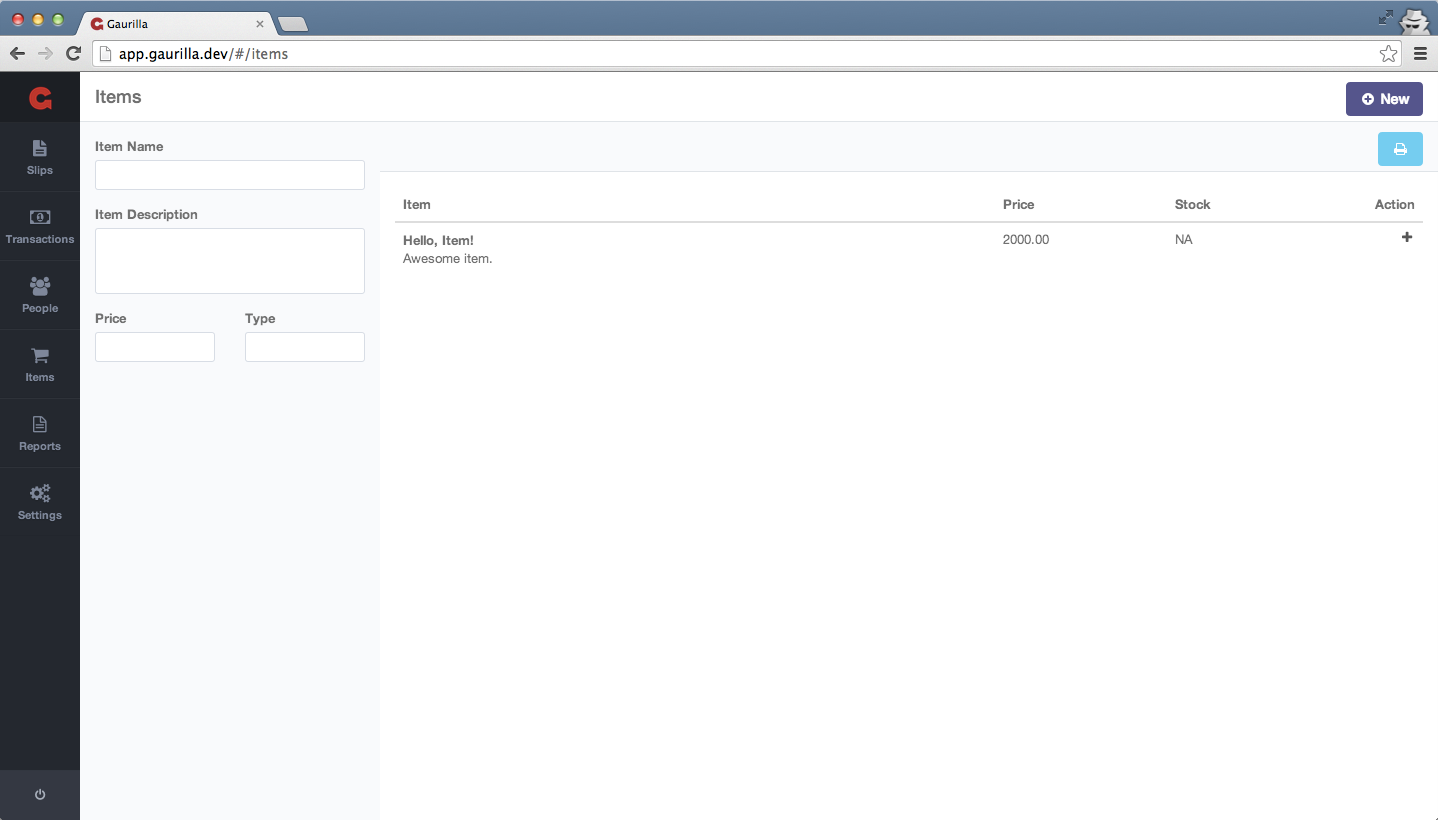 Gaurilla
app.gaurilla.dev/#/items
Items
New
Slips
Transactions
People
Items
Reports
Settings
Item Name
Item Description
Price Type
Item Price Stock Action
Hello, Item! 2000.00 NA
Awesome item.